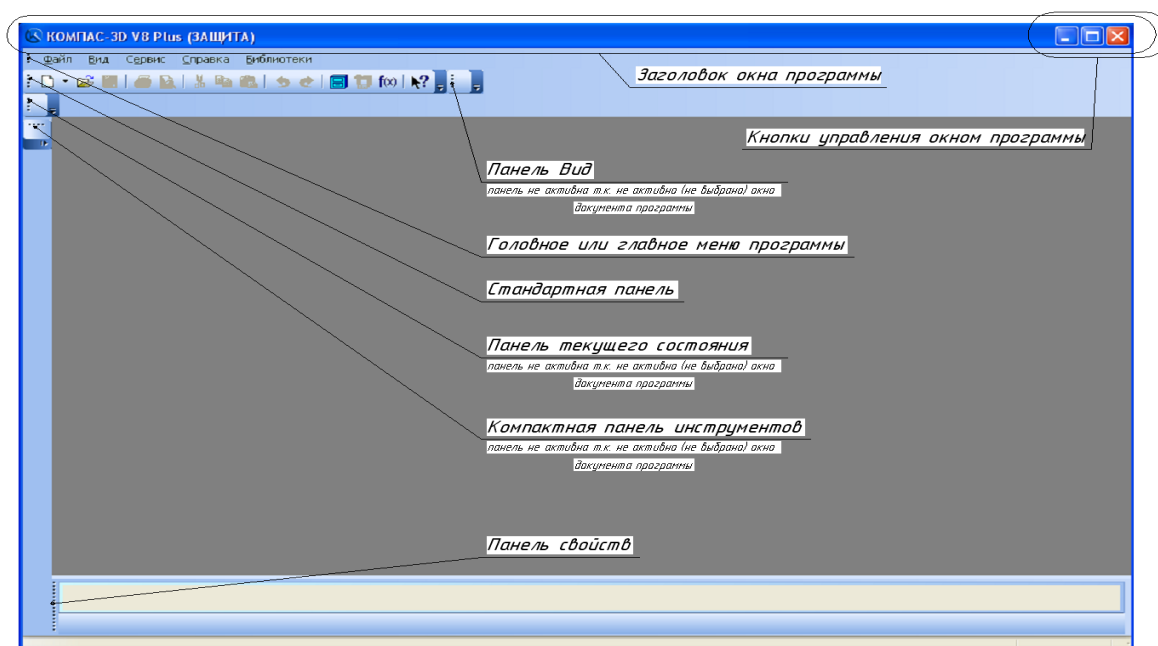 КОМПАС-3D V8 Plus (ЗАЩИТА)
Файл Вид Сервис Справка Библиотеки
f(x) ?
Заголовок окна программы
Кнопки управления окном программы
Панель Вид
панель не активна т.к. не активно (не выбрано) окно
документа программы
Головное или главное меню программы
Стандартная панель
Панель текущего состояния
панель не активна т.к. не активно (не выбрано) окно
документа программы
Компактная панель инструментов
панель не активна т.к. не активно (не выбрано) окно
документа программы
Панель свойств